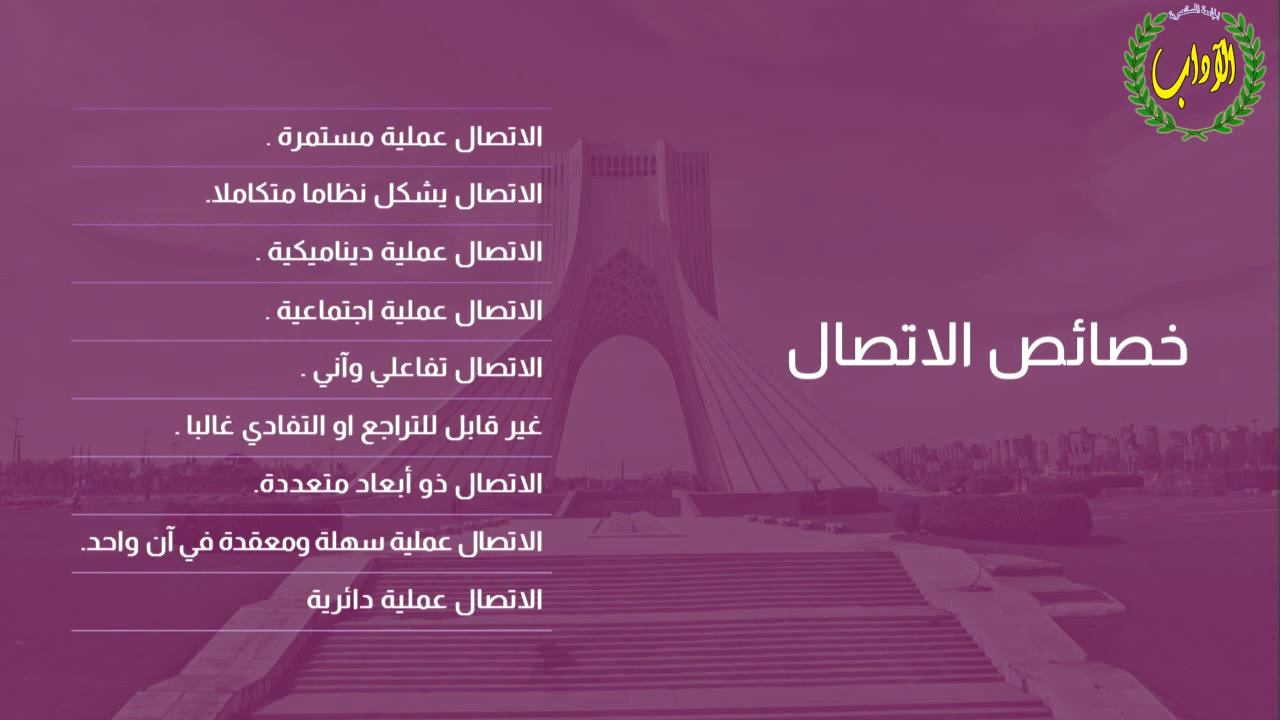 الجامعة المستنصرية
الآداب
خصائص الاتصال
الاتصال عملية مستمرة .
الاتصال يشكل نظاما متكاملا.
الاتصال عملية ديناميكية .
الاتصال عملية اجتماعية .
الاتصال تفاعلي وآني .
غير قابل للتراجع او التفادي غالبا .
الاتصال ذو أبعاد متعددة.
الاتصال عملية سهلة ومعقدة في آن واحد.
الاتصال عملية دائرية